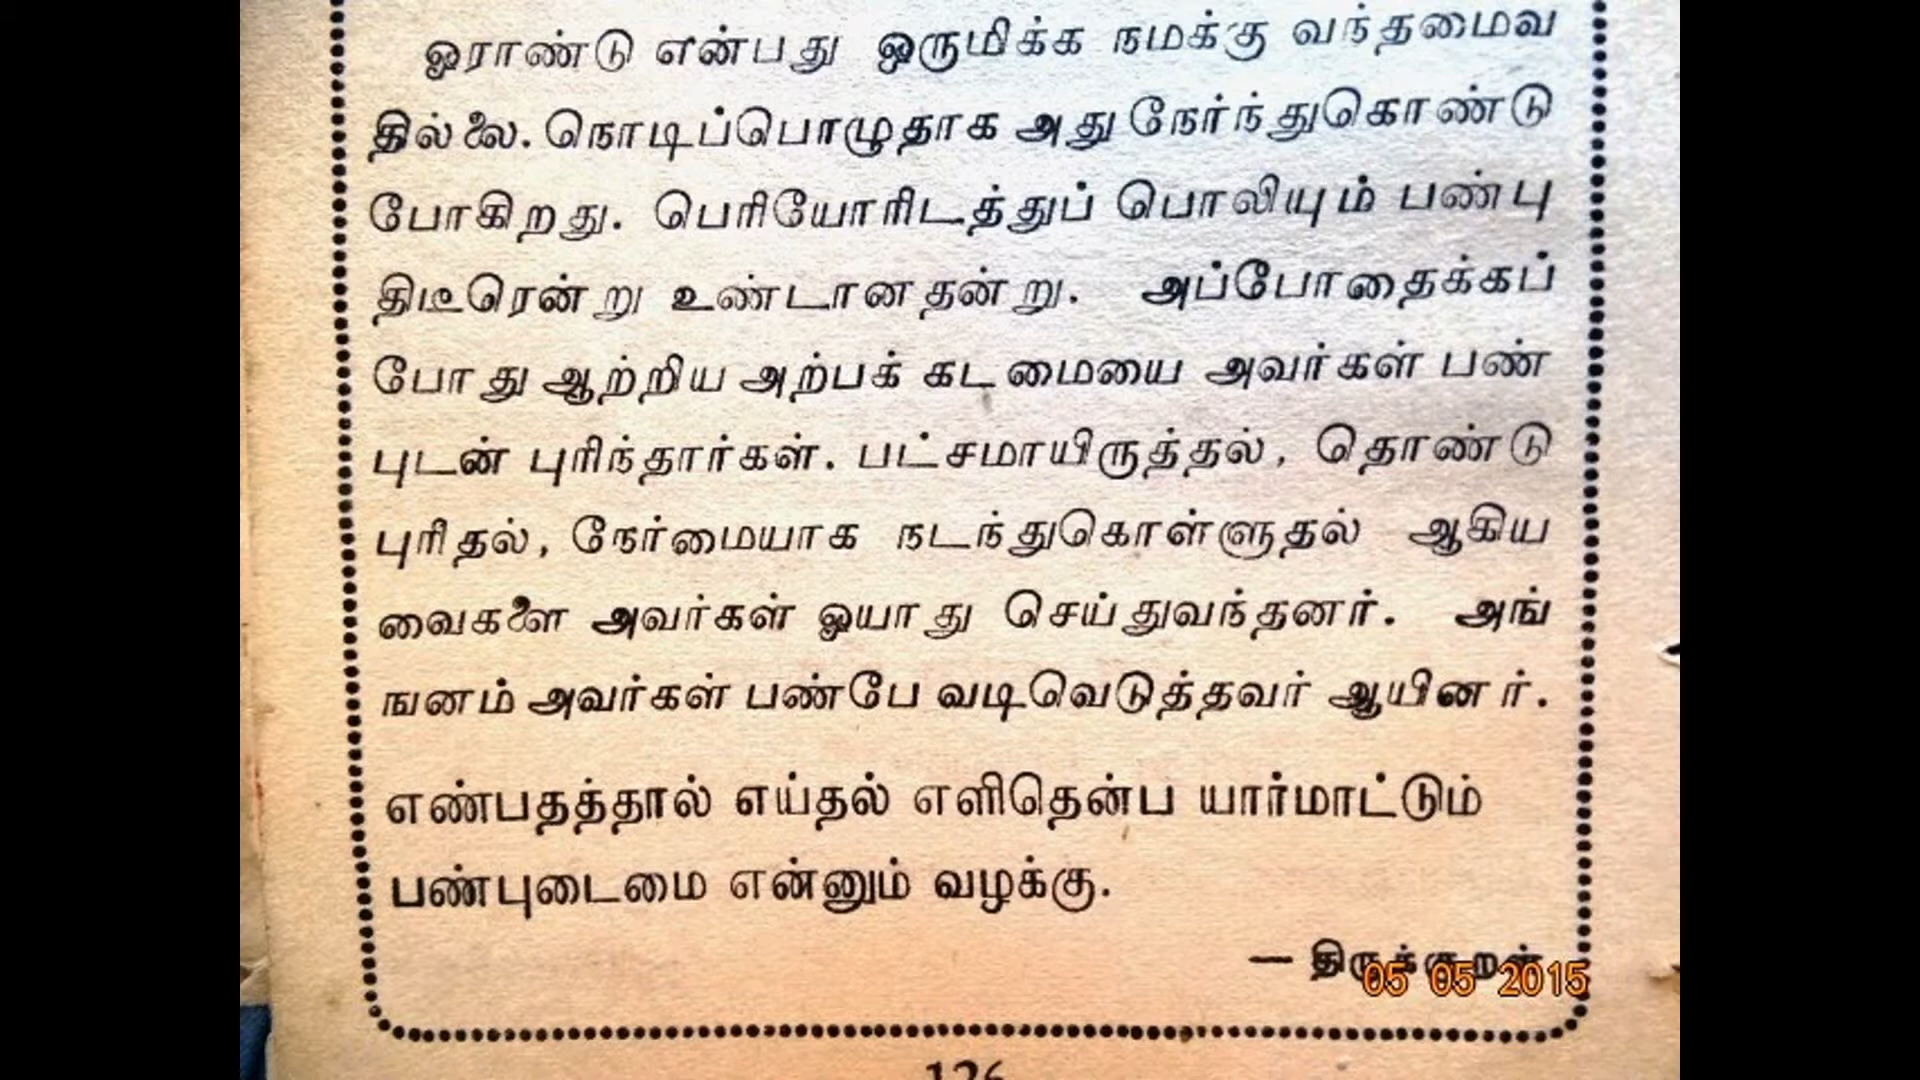 ஓராண்டு என்பது ஒருமிக்க நமக்கு வந்தமைவ
தில்லை. நொடிப்பொழுதாக அது நேர்ந்துகொண்டு
போகிறது. பெரியோரிடத்துப் பொலியும் பண்பு
திடீரென்று உண்டானதன்று. அப்போதைக்கப்
போது ஆற்றிய அற்பக் கடமையை அவர்கள் பண்
புடன் புரிந்தார்கள். பட்சமாயிருத்தல், தொண்டு
புரிதல், நேர்மையாக நடந்துகொள்ளுதல் ஆகிய
வைகளை அவர்கள் ஓயாது செய்துவந்தனர். அங்
ஙனம் அவர்கள் பண்பே வடிவெடுத்தவர் ஆயினர்.
எண்பதத்தால் எய்தல் எளிதென்ப யார்மாட்டும்
பண்புடைமை என்னும் வழக்கு.
— திருக்குறள்
05 05 2015
126